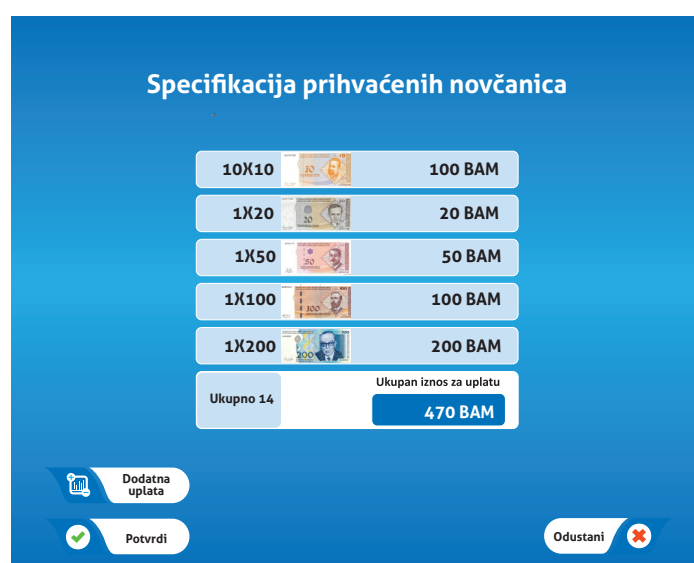 Specifikacija prihvaćenih novčanica
10X10 100 BAM
1X20 20 BAM
1X50 50 BAM
1X100 100 BAM
1X200 200 BAM
Ukupan iznos za uplatu
Ukupno 14
470 BAM
Dodatna
uplata
Potvrdi
Odustani